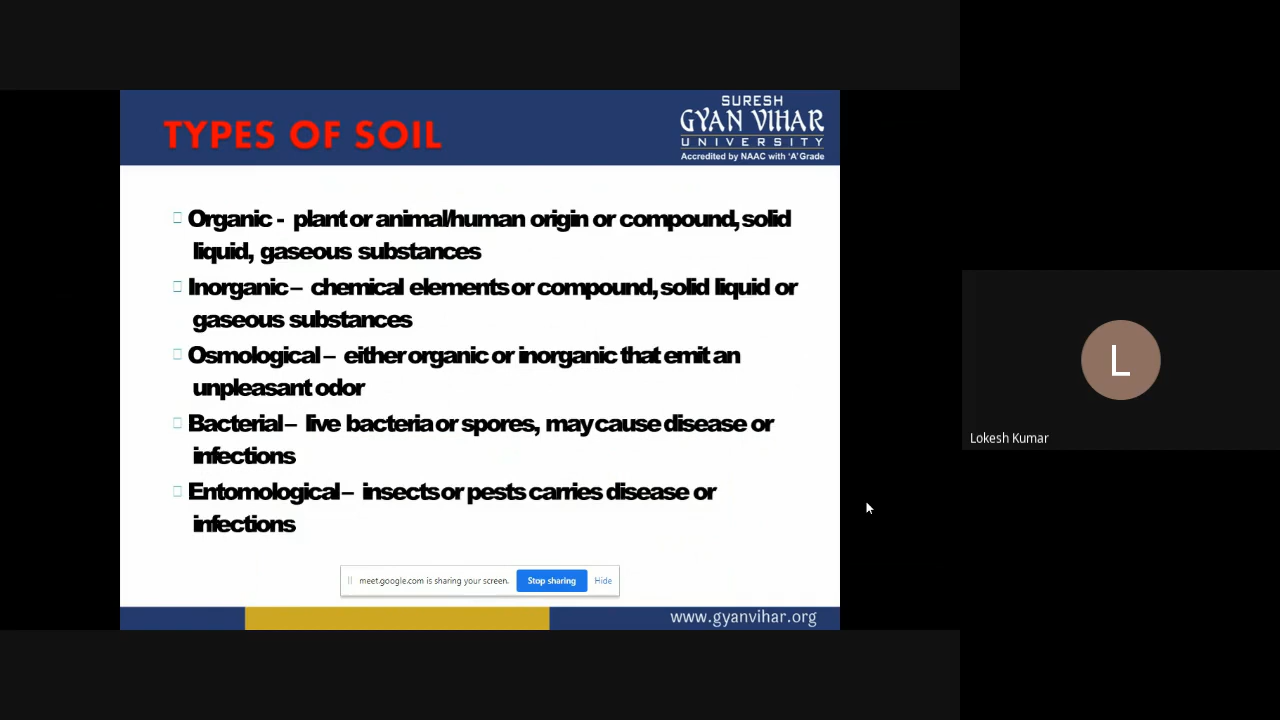 TYPES OF SOIL
SURESH
GYAN VIHAR
UNIVERSITY
Accredited by NAAC with 'A' Grade
Organic - plant or animal/human origin or compound, solid
liquid, gaseous substances
Inorganic – chemical elements or compound, solid liquid or
gaseous substances
Osmological – either organic or inorganic that emit an
unpleasant odor
Bacterial – live bacteria or spores, may cause disease or
infections
Entomological – insects or pests carries disease or
infections
meet.google.com is sharing your screen. Stop sharing Hide
www.gyanvihar.org
L
Lokesh Kumar